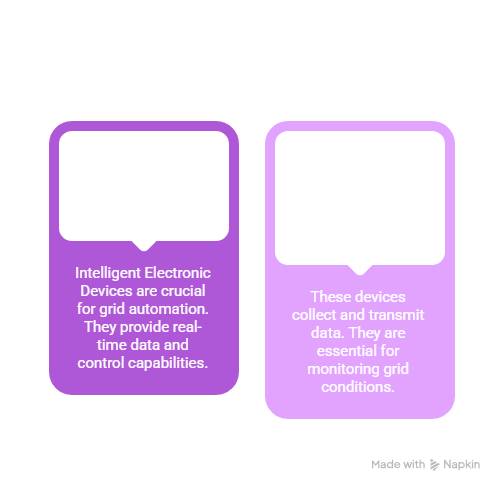 Intelligent Electronic
Devices are crucial
for grid automation.
They provide real-
time data and
control capabilities.
These devices
collect and transmit
data. They are
essential for
monitoring grid
conditions.
Made with Napkin